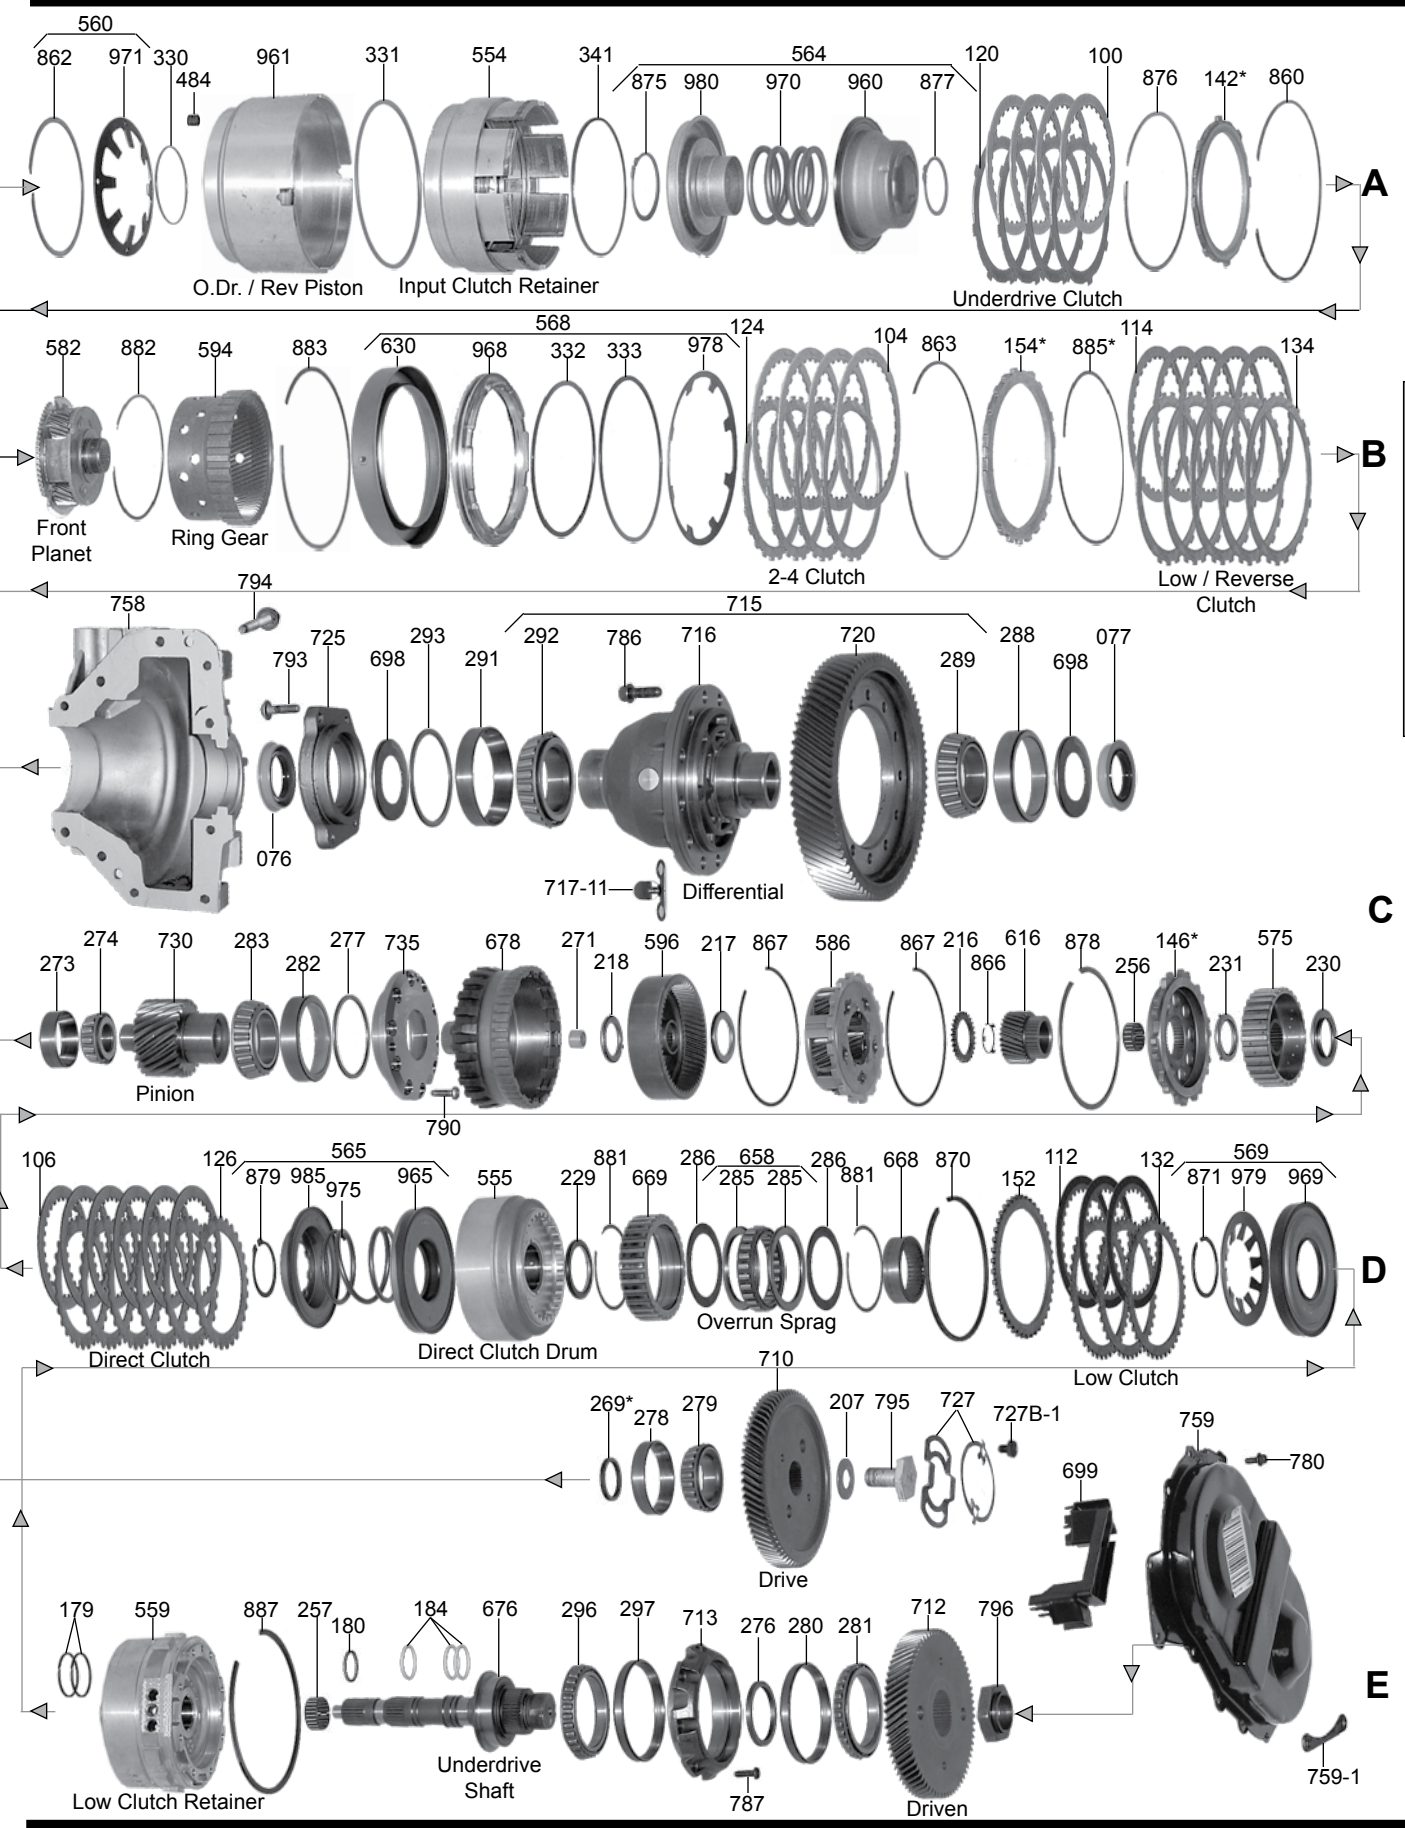 560
862 971 330 961 331 554 341 564 120 100
484 875 980 970 960 877 876 142* 860
A
O.Dr. / Rev Piston Input Clutch Retainer
Underdrive Clutch
568
582 882 594 883 630 968 332 333 978 124 104 863 154* 885* 114 134
B
Front
Planet
Ring Gear
2-4 Clutch
Low / Reverse
Clutch
794
758 715
793 725 698 293 291 292 786 716 720 289 288 698 077
076
717-11 Differential
C
273 274 730 283 282 277 735 678 271 218 596 217 867 586 867 216 866 616 878 256 146* 231 575 230
Pinion
790
565 658 569
106 126 879 985 975 965 555 229 881 669 286 285 285 286 881 668 870 152 112 132 871 979 969
D
Direct Clutch
Direct Clutch Drum
Overrun Sprag
Low Clutch
710
269* 278 279 207 795 727 727B-1 759
699 780
Drive
179 559 887 257 180 184 676 296 297 713 276 280 281 712 796
E
Underdrive
Shaft
Low Clutch Retainer
787
Driven
759-1